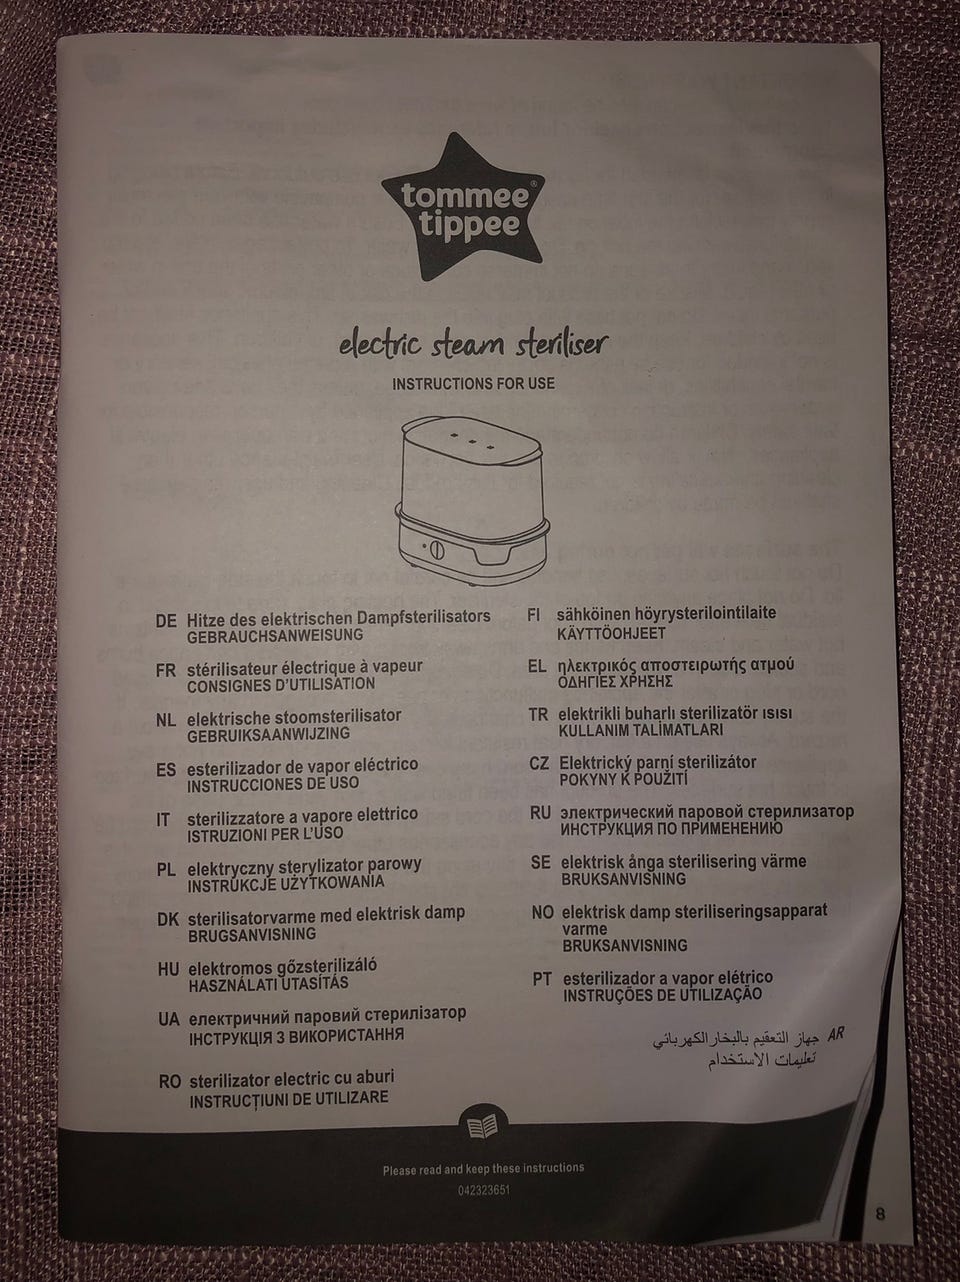 tommee®
tippee
electric steam steriliser
INSTRUCTIONS FOR USE
DE Hitze des elektrischen Dampfsterilisators
GEBRAUCHSANWEISUNG
FR stérilisateur électrique à vapeur
CONSIGNES D'UTILISATION
NL elektrische stoomsterilisator
GEBRUIKSAANWIJZING
ES esterilizador de vapor eléctrico
INSTRUCCIONES DE USO
IT sterilizzatore a vapore elettrico
ISTRUZIONI PER L'USO
PL elektryczny sterylizator parowy
INSTRUKCJE UŻYTKOWANIA
DK sterilisatorvarme med elektrisk damp
BRUGSANVISNING
HU elektromos gőzsterilizáló
HASZNÁLATI UTASÍTÁS
UA електричний паровий стерилізатор
ІНСТРУКЦІЯ З ВИКОРИСТАННЯ
RO sterilizator electric cu aburi
INSTRUCȚIUNI DE UTILIZARE
FI sähköinen höyrysterilointilaite
KÄYTTÖOHJEET
EL ηλεκτρικός αποστειρωτής ατμού
ΟΔΗΓΙΕΣ ΧΡΗΣΗΣ
TR elektrikli buharlı sterilizatör ısısı
KULLANIM TALİMATLARI
CZ Elektrický parní sterilizátor
POKYNY K POUŽITÍ
RU электрический паровой стерилизатор
ИНСТРУКЦИЯ ПО ПРИМЕНЕНИЮ
SE elektrisk ånga sterilisering värme
BRUKSANVISNING
NO elektrisk damp steriliseringsapparat
varme
BRUKSANVISNING
PT esterilizador a vapor elétrico
INSTRUÇÕES DE UTILIZAÇÃO
AR جهاز التعقيم بالبخار الكهربائي
تعليمات الاستخدام
Please read and keep these instructions
042323651
8